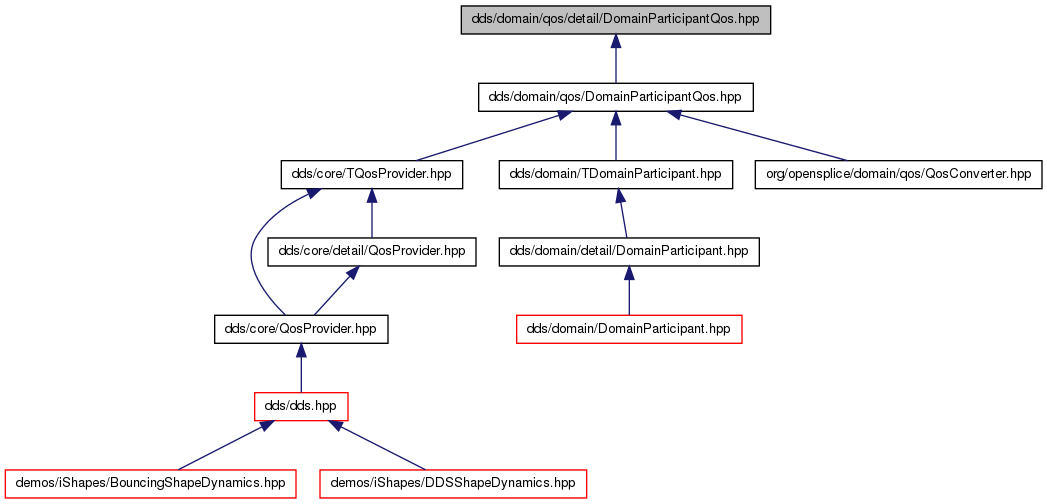 dds/domain/qos/detail/DomainParticipantQos.hpp
dds/domain/qos/DomainParticipantQos.hpp
dds/core/TQosProvider.hpp
dds/domain/TDomainParticipant.hpp
org/opensplice/domain/qos/QosConverter.hpp
dds/core/detail/QosProvider.hpp
dds/domain/detail/DomainParticipant.hpp
dds/core/QosProvider.hpp
dds/domain/DomainParticipant.hpp
dds/dds.hpp
demos/iShapes/BouncingShapeDynamics.hpp
demos/iShapes/DDSShapeDynamics.hpp